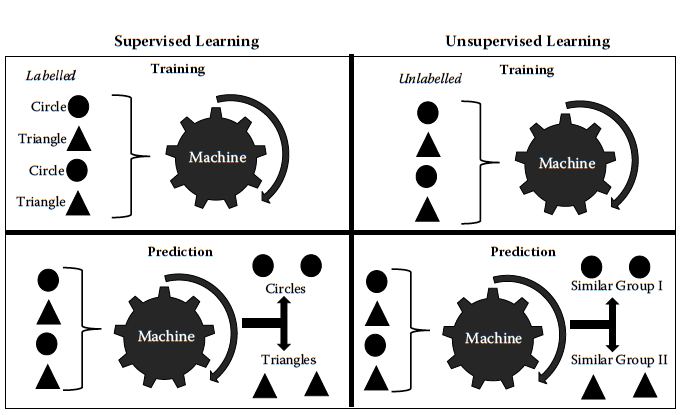 Supervised Learning
Unsupervised Learning
Training
Labelled
Circle
Triangle
Circle
Triangle
Machine
Training
Unlabelled
Machine
Prediction
Machine
Circles
Triangles
Prediction
Machine
Similar Group I
Similar Group II